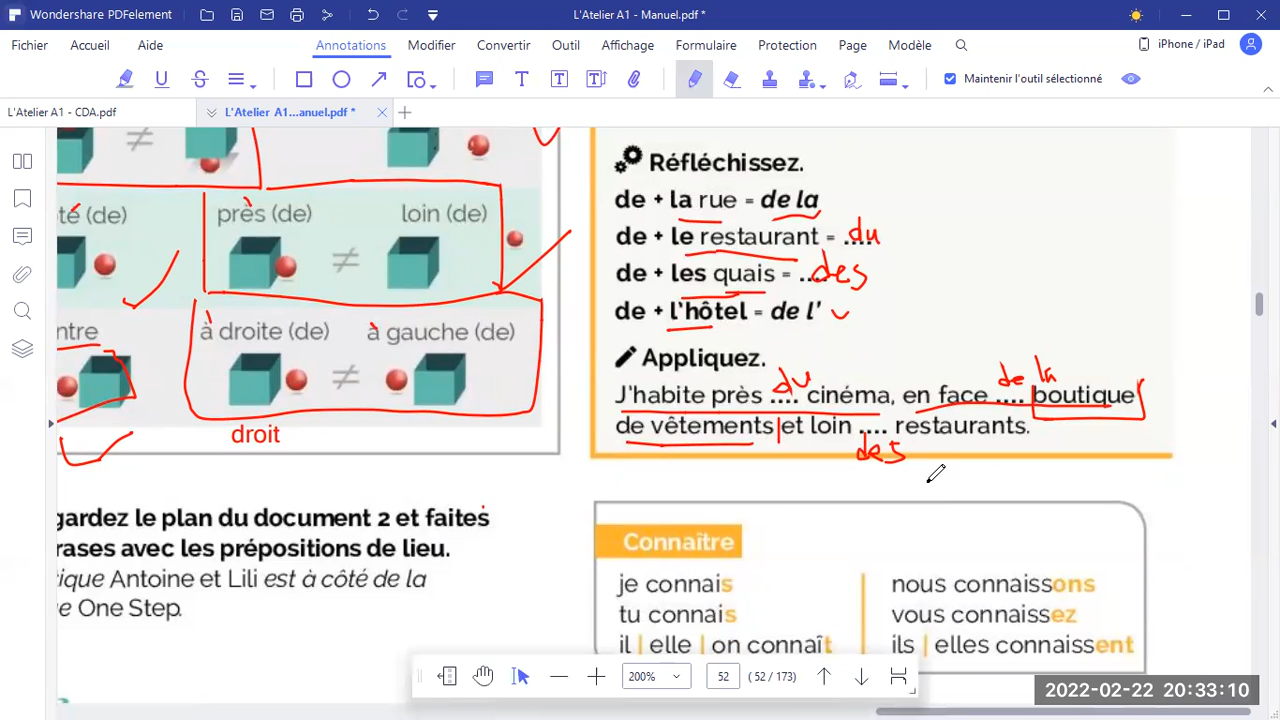 Wondershare PDFelement
L'Atelier A1 - Manuel.pdf *
Fichier Accueil Aide Annotations Modifier Convertir Outil Affichage Formulaire Protection Page Modèle iPhone / iPad
Maintenir l'outil sélectionné
L'Atelier A1 - CDA.pdf L'Atelier A1...anuel.pdf *
Réfléchissez.
de + la rue = de la
de + le restaurant = .... du
de + les quais = .... des
de + l'hôtel = de l'
té (de) près (de) loin (de)
ntre à droite (de) à gauche (de)
droit
Appliquez.
J'habite près .... du cinéma, en face .... de la boutique
de vêtements et loin .... des restaurants.
gardez le plan du document 2 et faites
rases avec les prépositions de lieu.
ique Antoine et Lili est à côté de la
e One Step.
Connaître
je connais nous connaissons
tu connais vous connaissez
il | elle | on connaît ils | elles connaissent
200% 52 ( 52 / 173)
2022-02-22 20:33:10